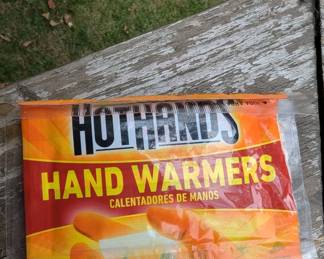 HOTHANDS
HAND WARMERS
CALENTADORES DE MANOS